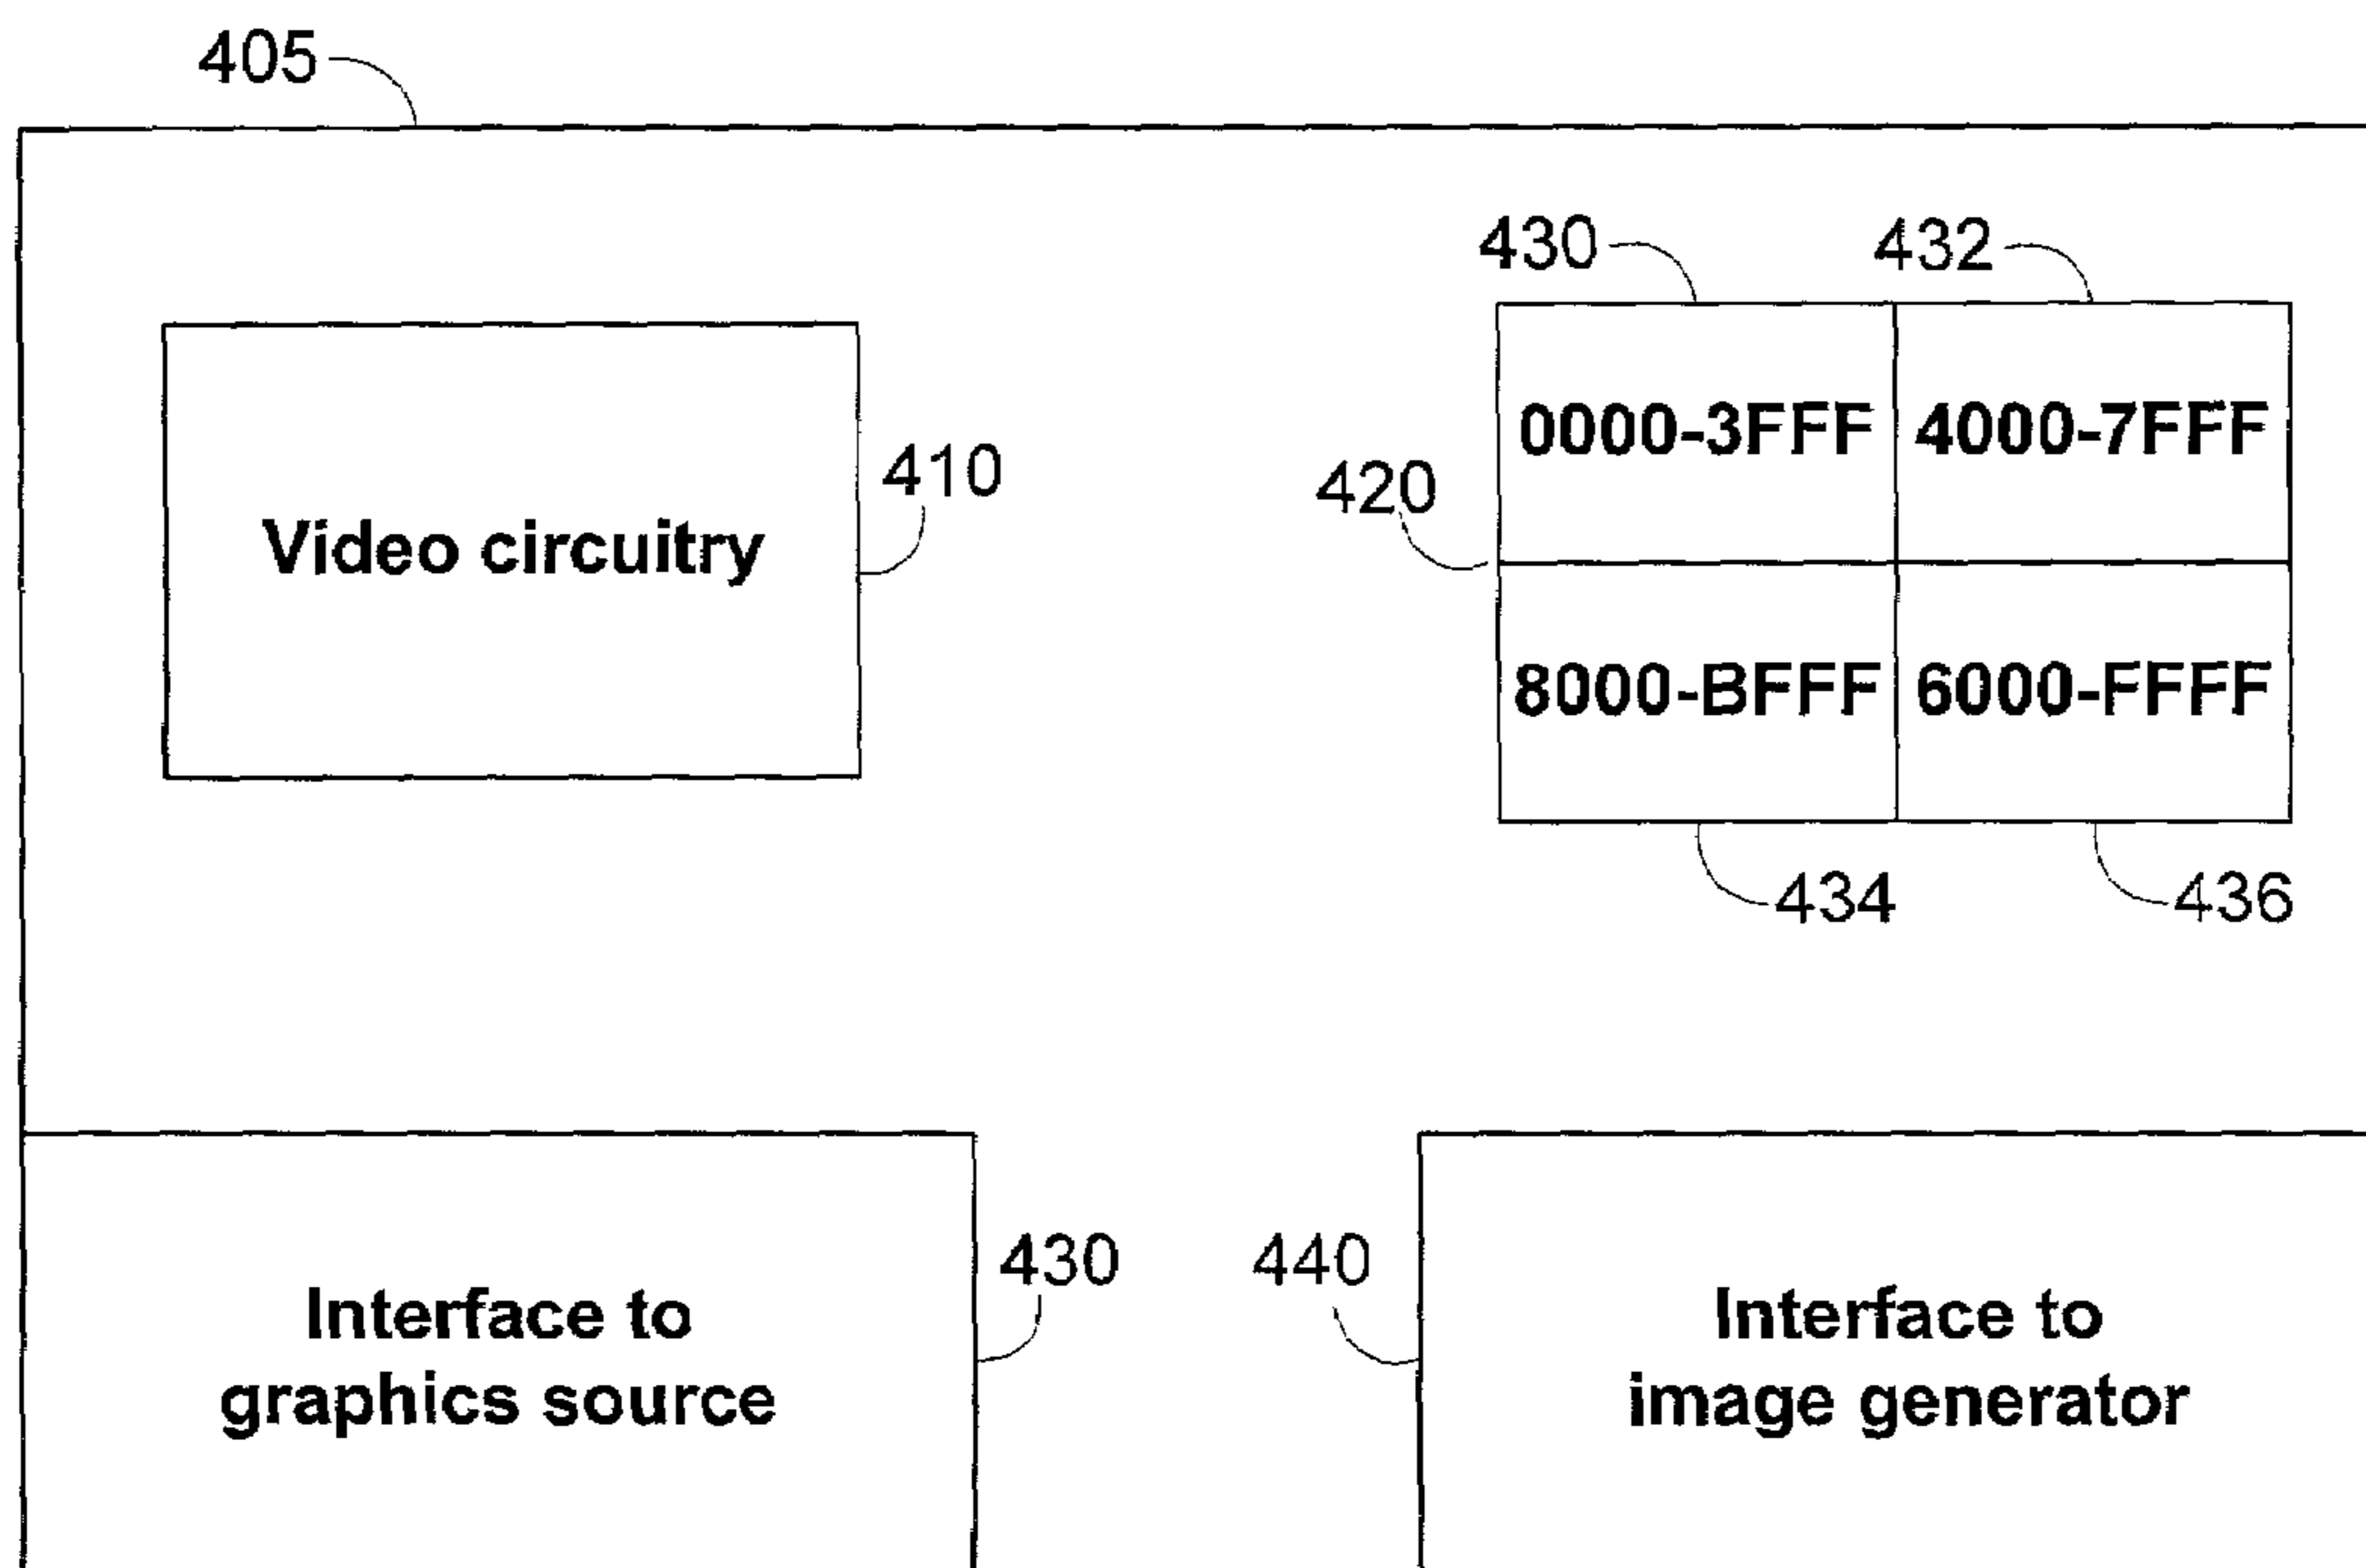 405
430 432
0000-3FFF 4000-7FFF
410
420
Video circuitry
8000-BFFF 6000-FFFF
434 436
430 440
Interface to
graphics source
Interface to
image generator